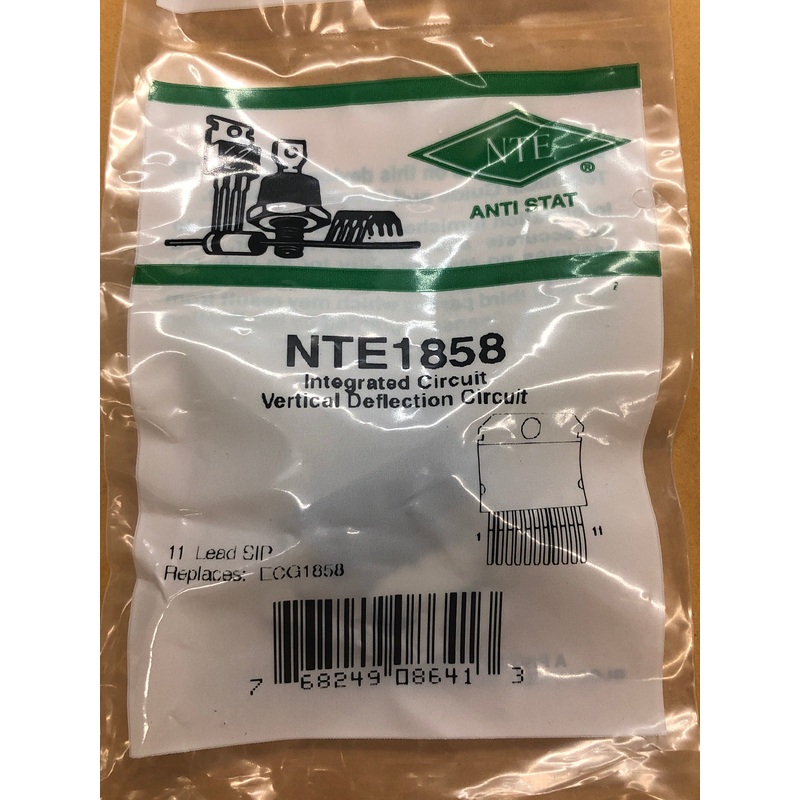 NTE
®
ANTI STAT
NTE1858
Integrated Circuit
Vertical Deflection Circuit
1 11
11 Lead SIP
Replaces: ECG1858
7 68249 08641 3